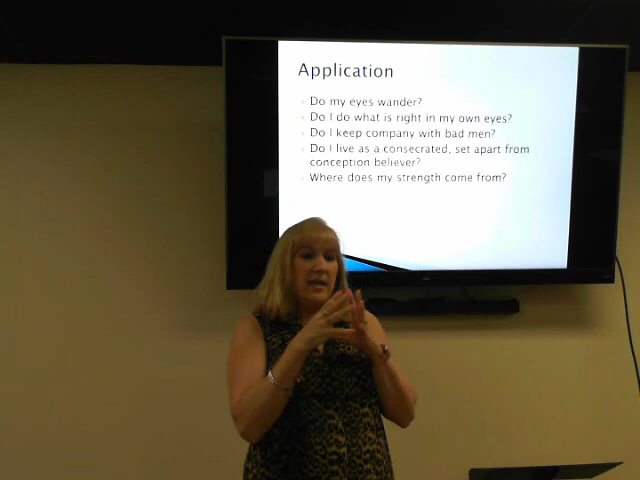 Application
Do my eyes wander?
Do I do what is right in my own eyes?
Do I keep company with bad men?
Do I live as a consecrated, set apart from
conception believer?
Where does my strength come from?